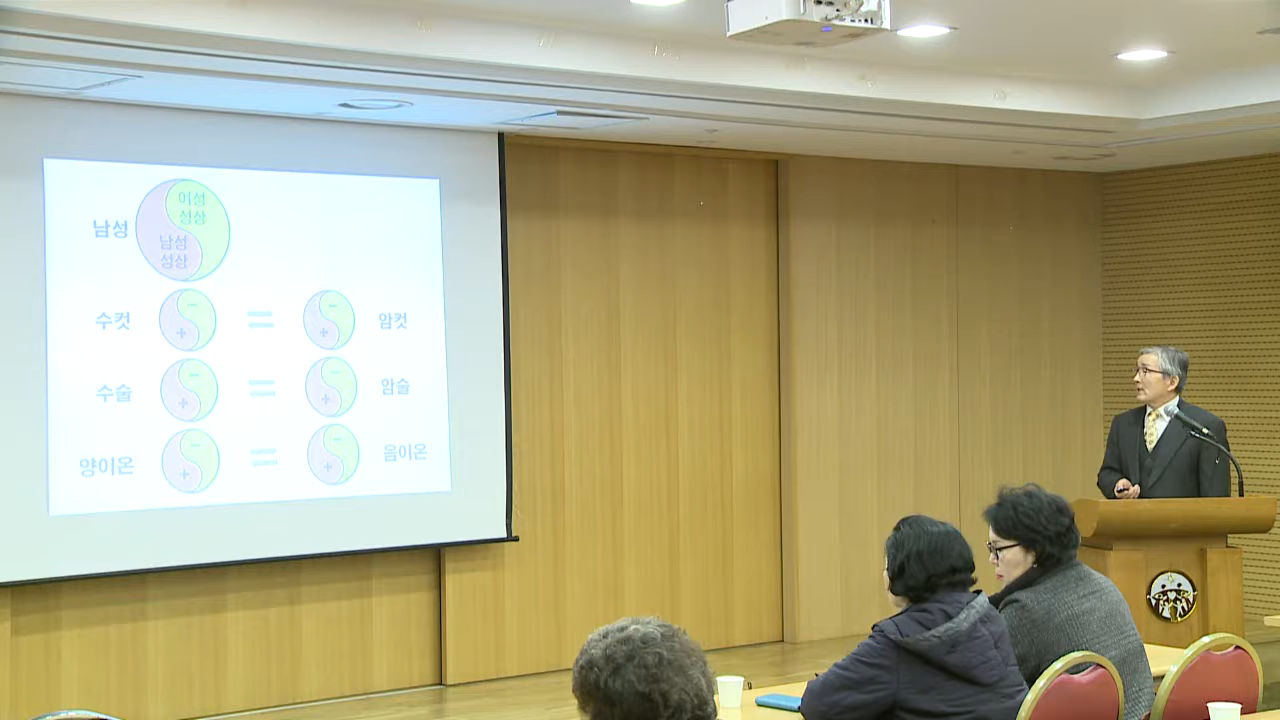 여성
성상
남성
남성
성상
수컷
−
+
=
−
+
암컷
수술
−
+
=
−
+
암술
양이온
−
+
=
−
+
음이온